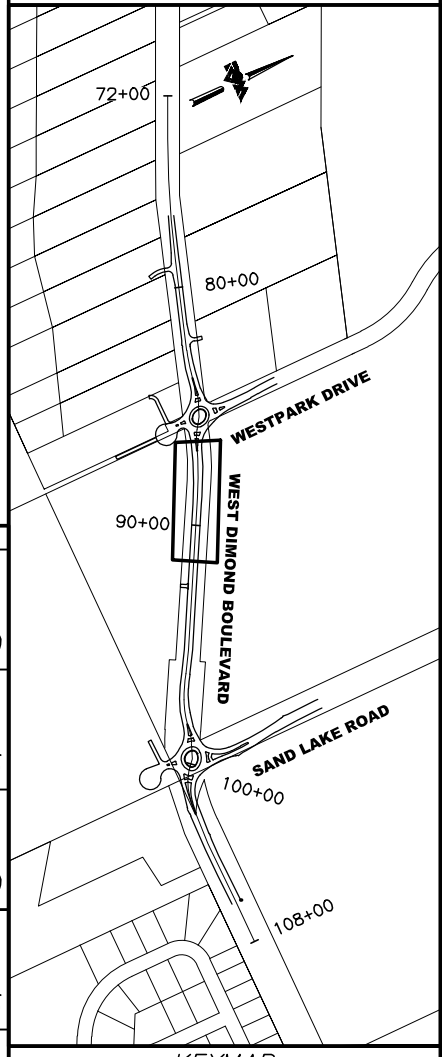 72+00
80+00
WESTPARK DRIVE
90+00
WEST DIMOND BOULEVARD
SAND LAKE ROAD
100+00
108+00
KEYMAP